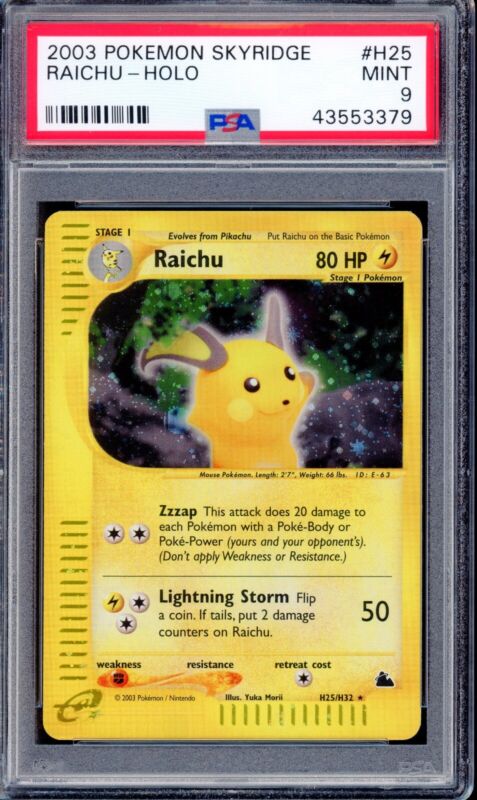 2003 POKEMON SKYRIDGE #H25
RAICHU - HOLO MINT
9
PSA 43553379
STAGE 1 Evolves from Pikachu Put Raichu on the Basic Pokémon
Raichu 80 HP
Stage 1 Pokémon
Mouse Pokémon. Length: 2'7", Weight: 66 lbs. ID: E-63
Zzzap This attack does 20 damage to
each Pokémon with a Poké-Body or
Poké-Power (yours and your opponent's).
(Don't apply Weakness or Resistance.)
Lightning Storm Flip
a coin. If tails, put 2 damage
counters on Raichu.
50
weakness resistance retreat cost
© 2003 Pokémon / Nintendo Illus. Yuka Morii H25/H32 ★
e
PSA